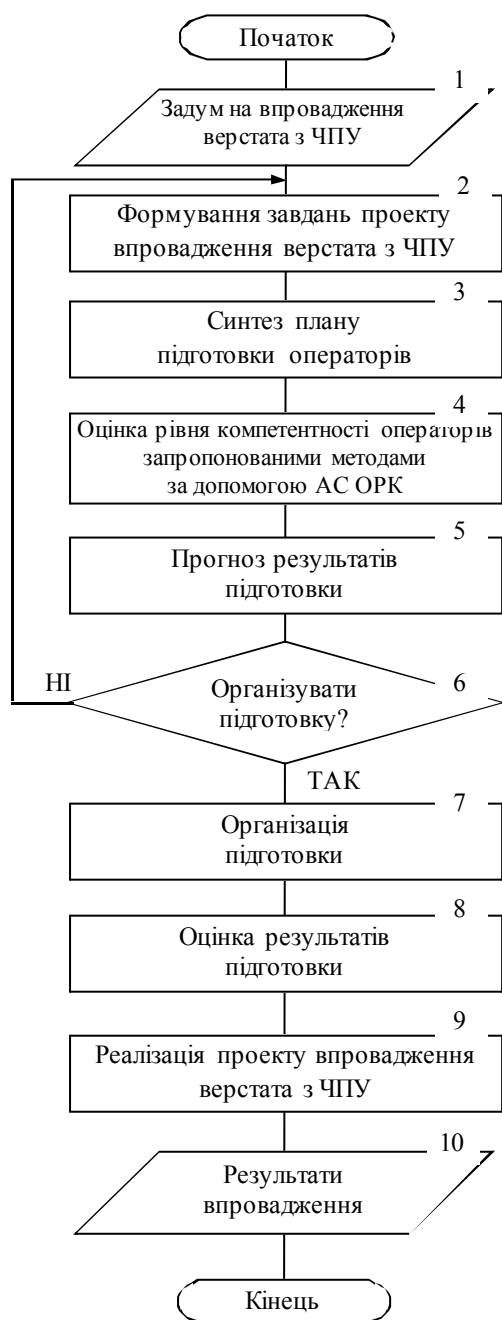 Початок
1
Задум на впровадження
верстата з ЧПУ
2
Формування завдань проекту
впровадження верстата з ЧПУ
3
Синтез плану
підготовки операторів
4
Оцінка рівня компетентності операторів
запропонованими методами
за допомогою АС ОРК
5
Прогноз результатів
підготовки
НІ
6
Організувати
підготовку?
ТАК
7
Організація
підготовки
8
Оцінка результатів
підготовки
9
Реалізація проекту впровадження
верстата з ЧПУ
10
Результати
впровадження
Кінець